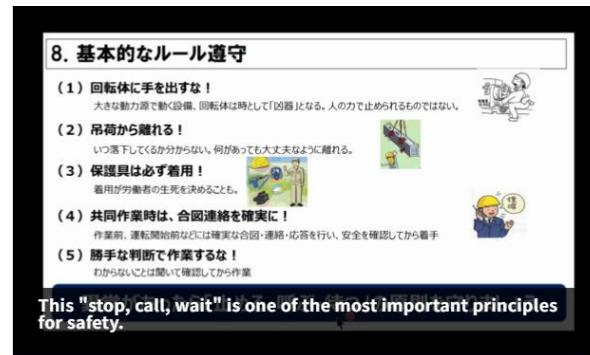 8. 基本的なルール遵守
(1) 回転体に手を出すな!
大きな動力源で動く設備、回転体は時として「凶器」となる。人の力で止められるものではない。
(2) 吊荷から離れる!
いつ落下してくるか分からない。何があっても大丈夫なように離れる。
(3) 保護具は必ず着用!
着用が労働者の生死を決めることも。
(4) 共同作業時は、合図連絡を確実に!
作業前、運転開始前などには確実な合図・連絡・応答を行い、安全を確認してから着手
(5) 勝手な判断で作業するな!
わからないことは聞いて確認してから作業
This "stop, call, wait" is one of the most important principles
for safety.